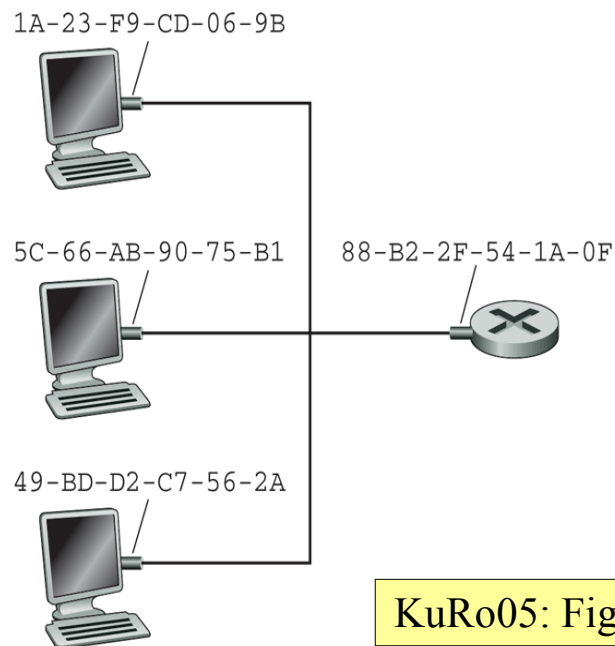 1A-23-F9-CD-06-9B
5C-66-AB-90-75-B1
88-B2-2F-54-1A-0F
49-BD-D2-C7-56-2A
KuRo05: Fig